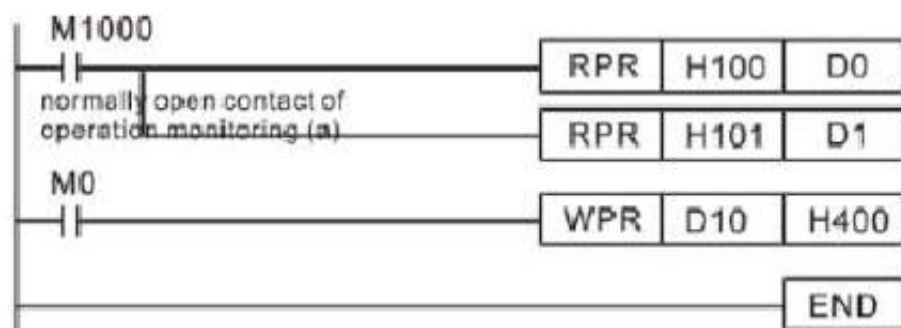 M1000
RPR H100 D0
normally open contact of
operation monitoring (a)
RPR H101 D1
M0
WPR D10 H400
END